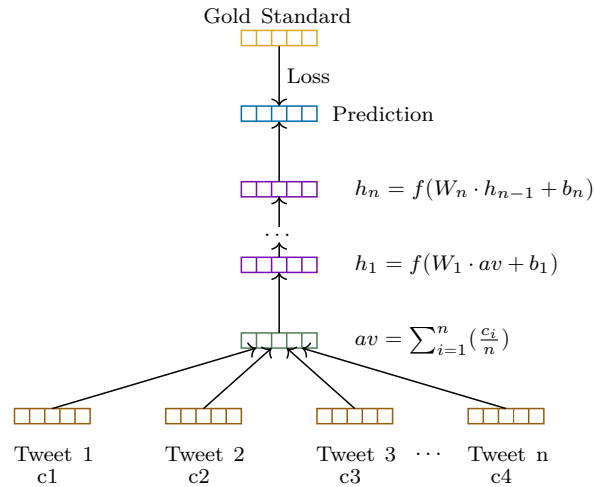 Gold Standard
Loss
Prediction
hₙ = f(Wₙ · hₙ₋₁ + bₙ)
···
h₁ = f(W₁ · av + b₁)
av = ∑ⁿᵢ₌₁(cᵢ/n)
Tweet 1 Tweet 2 Tweet 3 ··· Tweet n
c1 c2 c3 c4